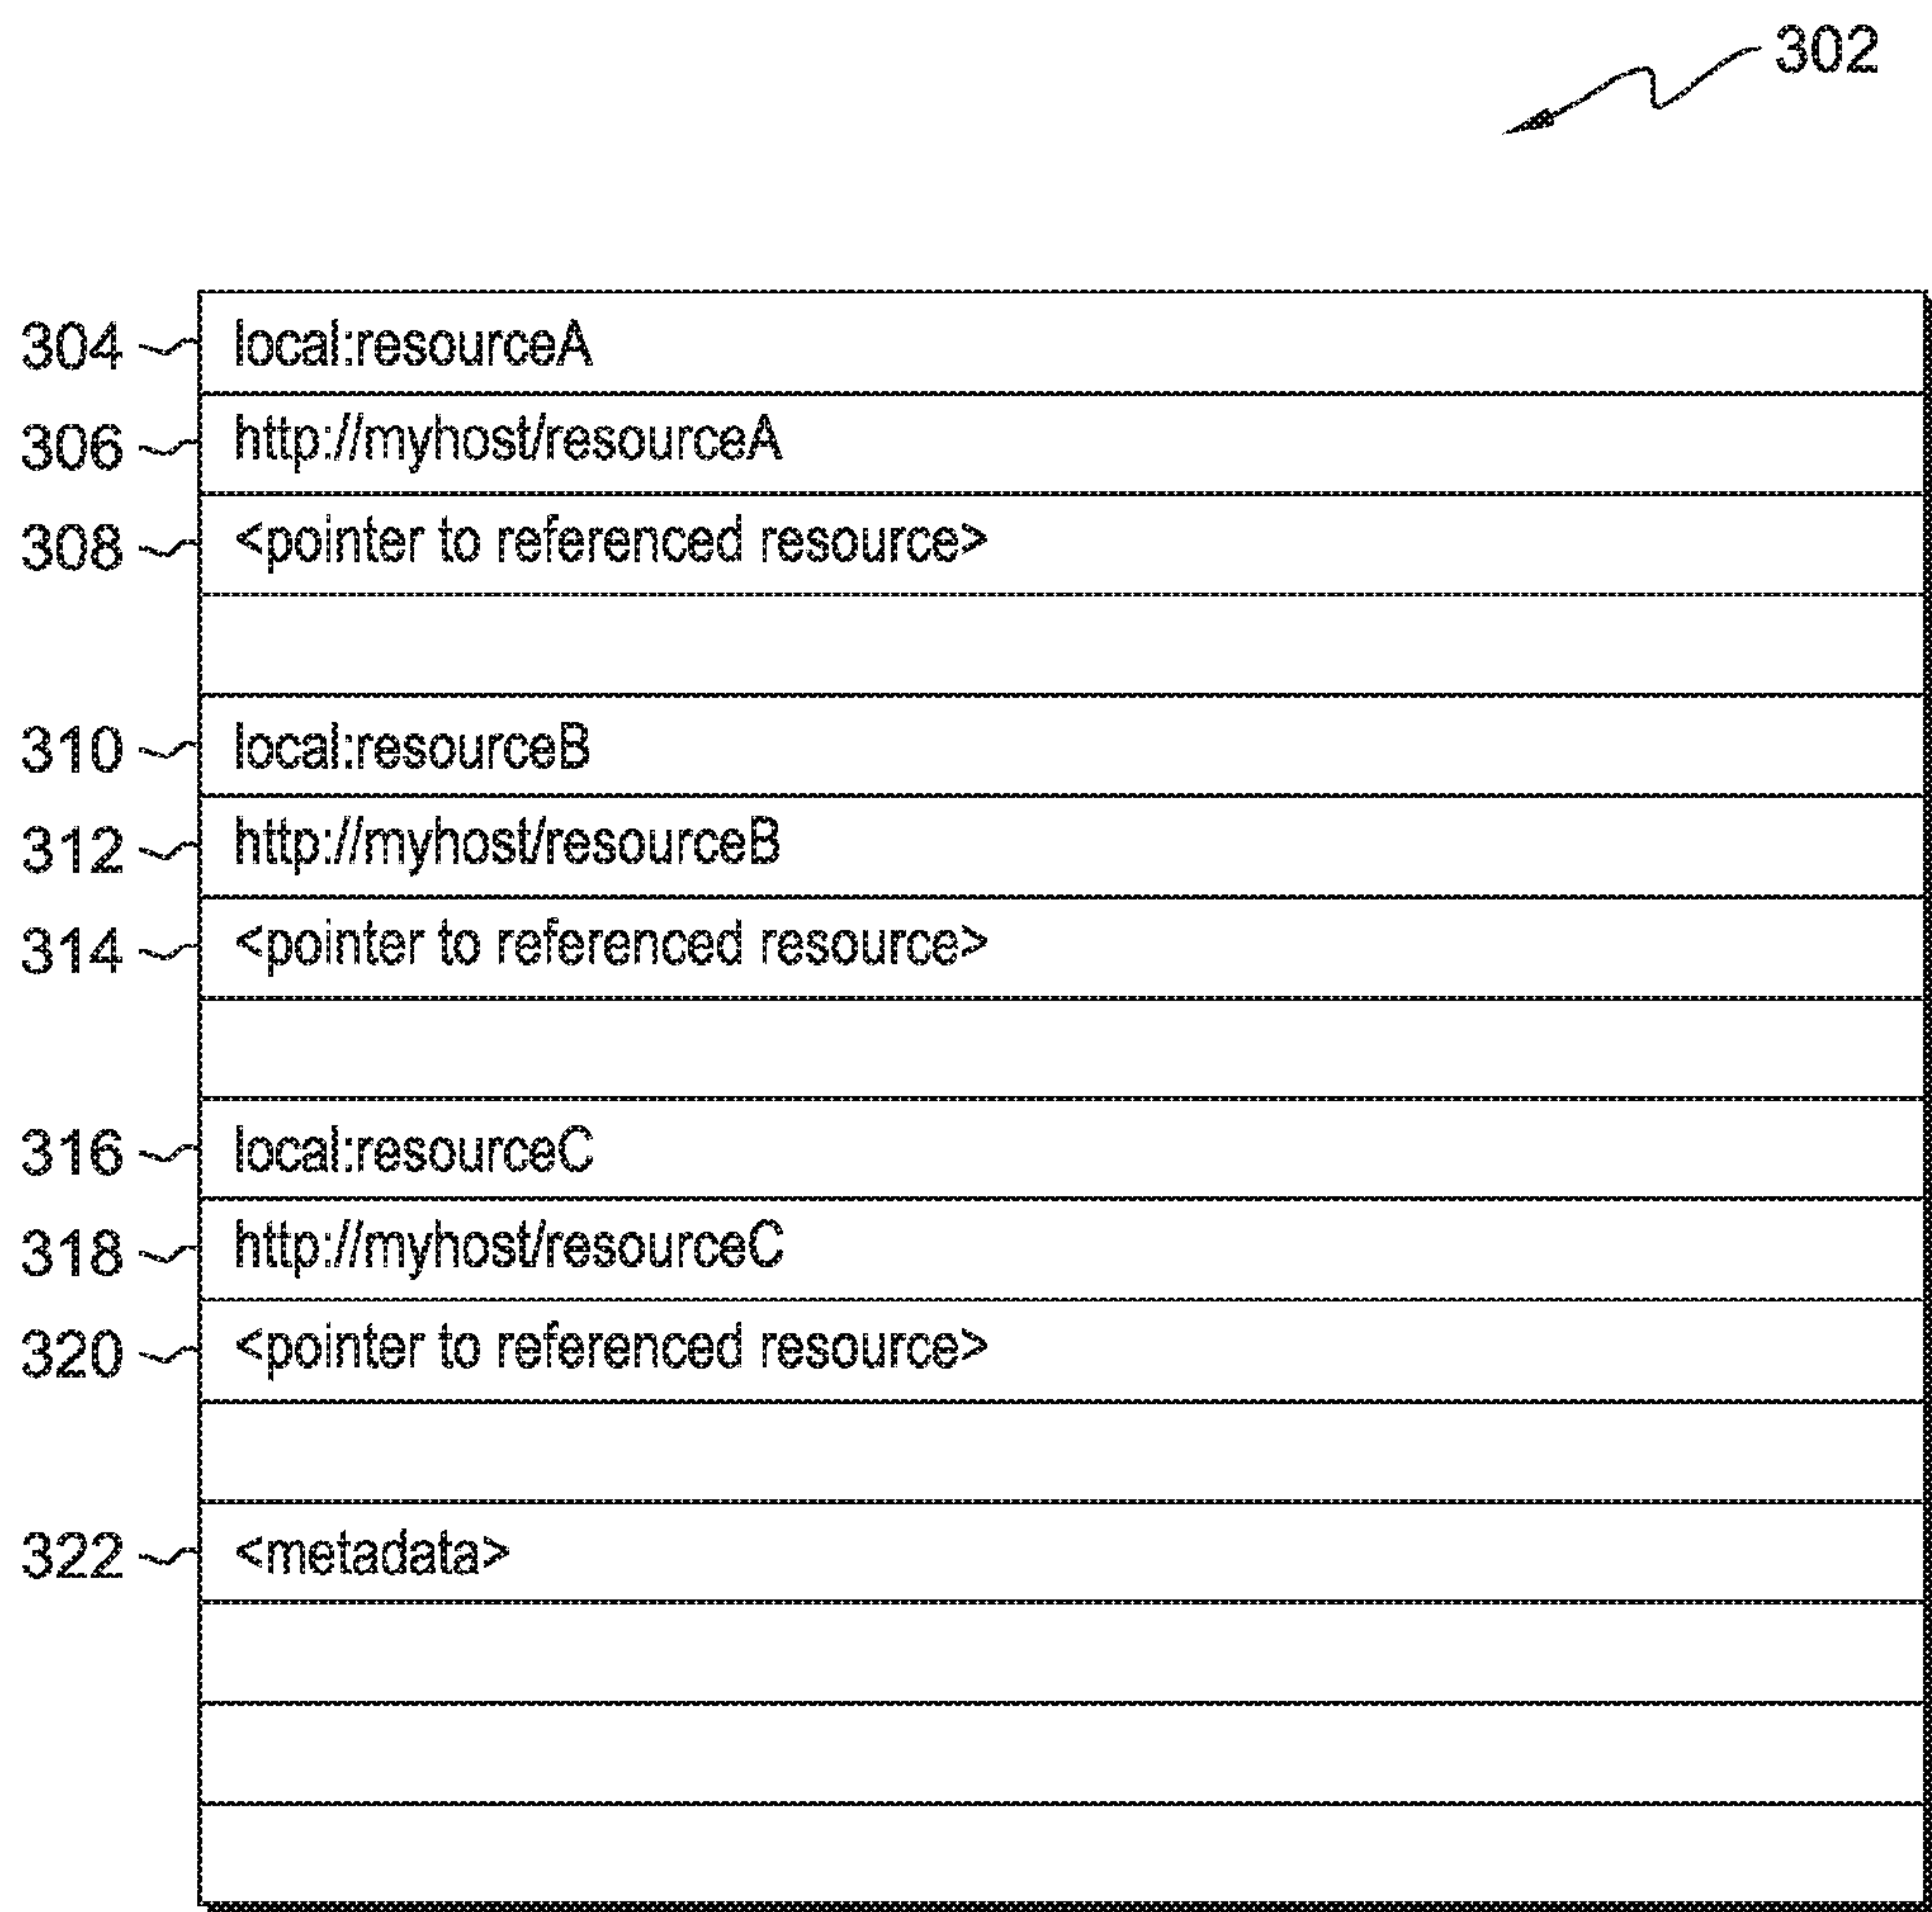 302
304 local:resourceA
306 http://myhost/resourceA
308 <pointer to referenced resource>
310 local:resourceB
312 http://myhost/resourceB
314 <pointer to referenced resource>
316 local:resourceC
318 http://myhost/resourceC
320 <pointer to referenced resource>
322 <metadata>